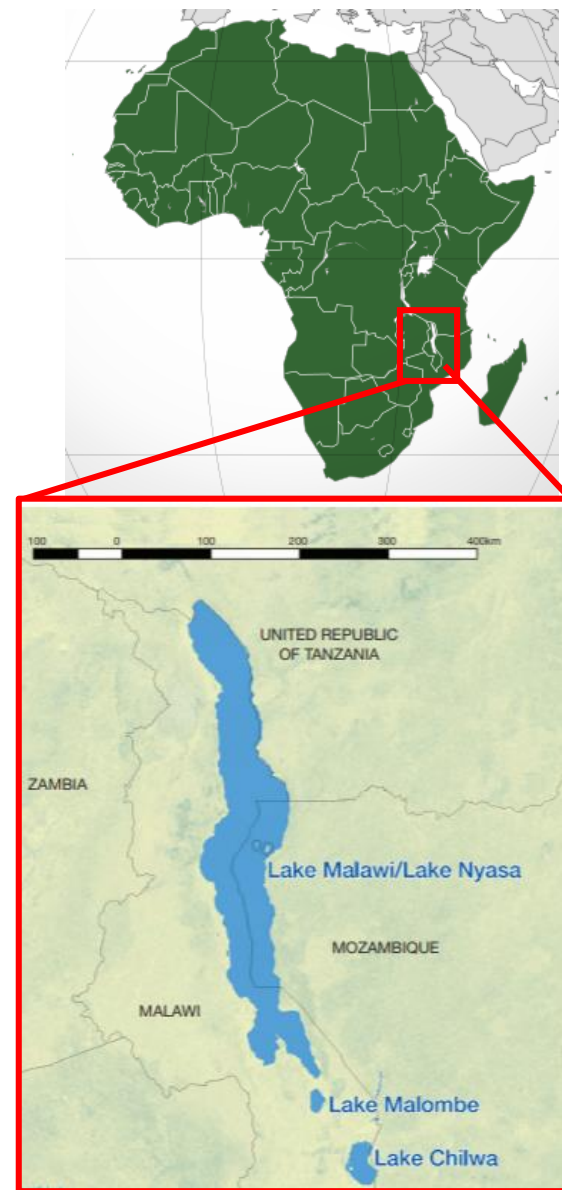 100 0 100 200 300 400km
UNITED REPUBLIC
OF TANZANIA
ZAMBIA
Lake Malawi/Lake Nyasa
MOZAMBIQUE
MALAWI
Lake Malombe
Lake Chilwa